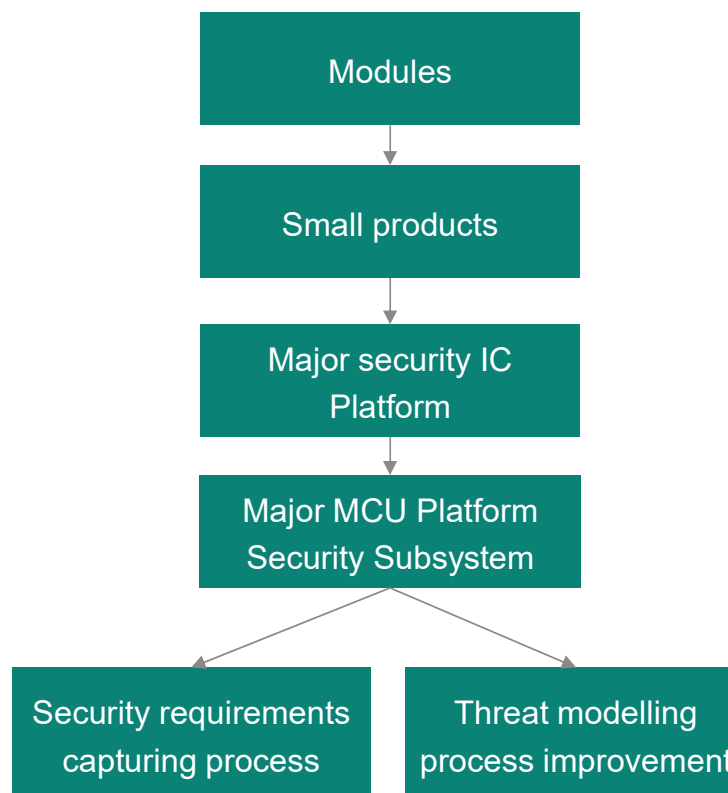 Modules
Small products
Major security IC
Platform
Major MCU Platform
Security Subsystem
Security requirements
capturing process
Threat modelling
process improvement